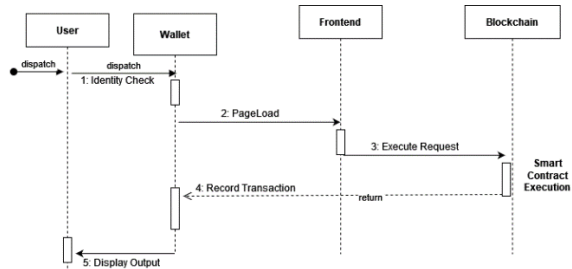 User
Wallet
Frontend
Blockchain
dispatch
dispatch
1: Identity Check
2: PageLoad
3: Execute Request
Smart
Contract
Execution
4: Record Transaction
return
5: Display Output